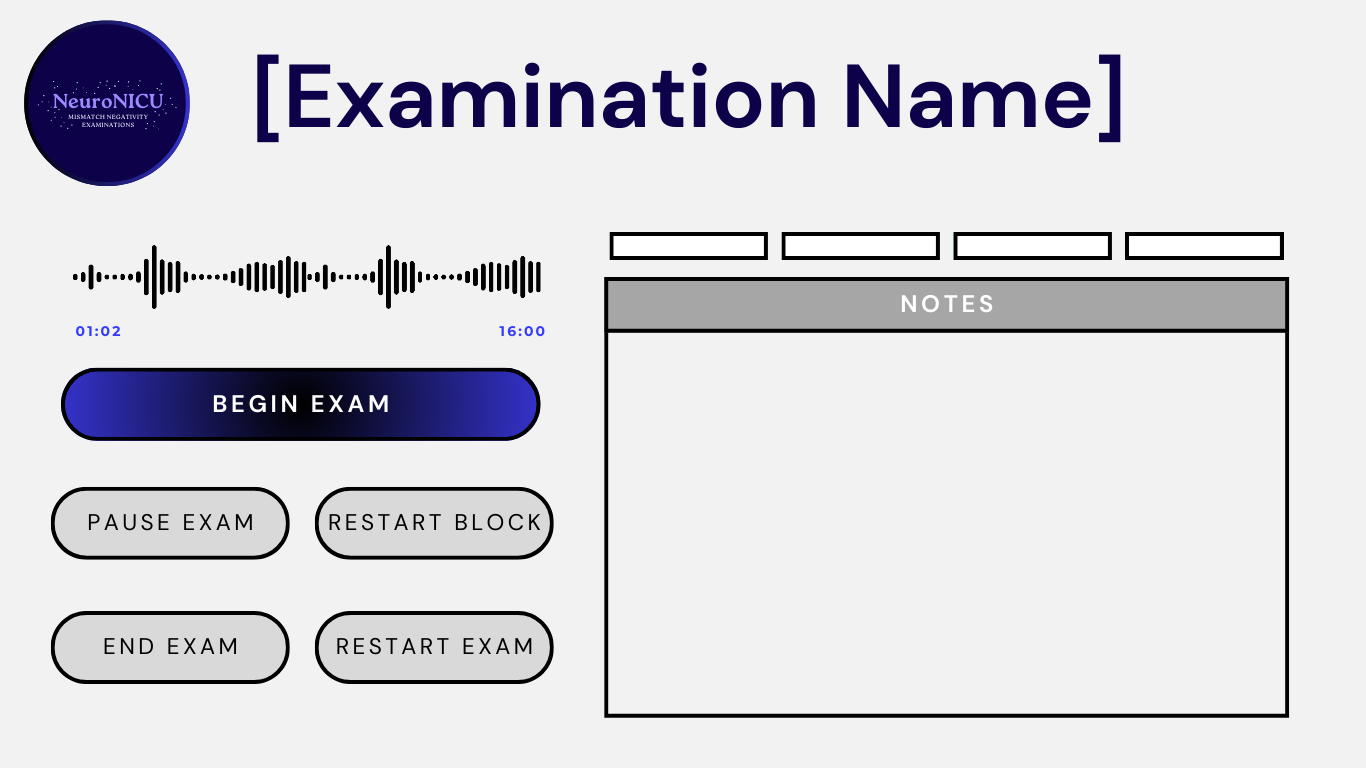 NeuroNICU
MISMATCH NEGATIVITY
EXAMINATIONS
[Examination Name]
01:02
16:00
BEGIN EXAM
PAUSE EXAM
RESTART BLOCK
END EXAM
RESTART EXAM
NOTES